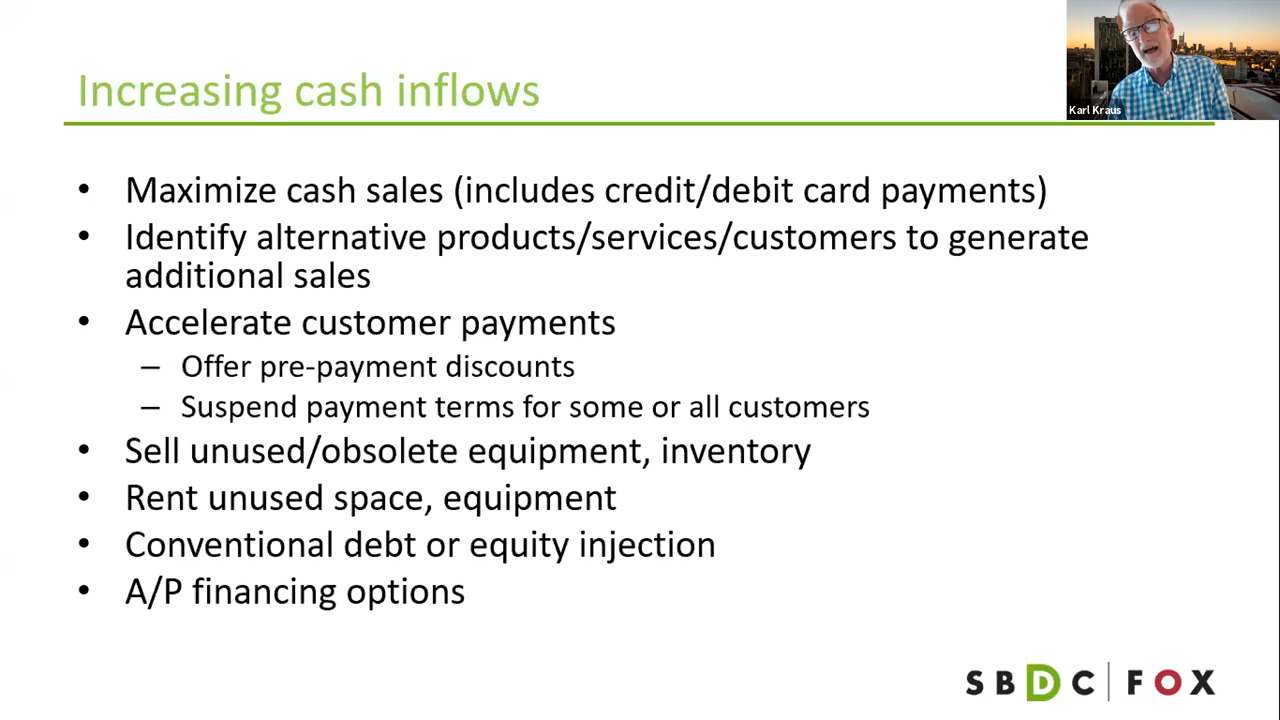 Increasing cash inflows
Karl Kraus
• Maximize cash sales (includes credit/debit card payments)
• Identify alternative products/services/customers to generate
additional sales
• Accelerate customer payments
– Offer pre-payment discounts
– Suspend payment terms for some or all customers
• Sell unused/obsolete equipment, inventory
• Rent unused space, equipment
• Conventional debt or equity injection
• A/P financing options
SBDC | FOX